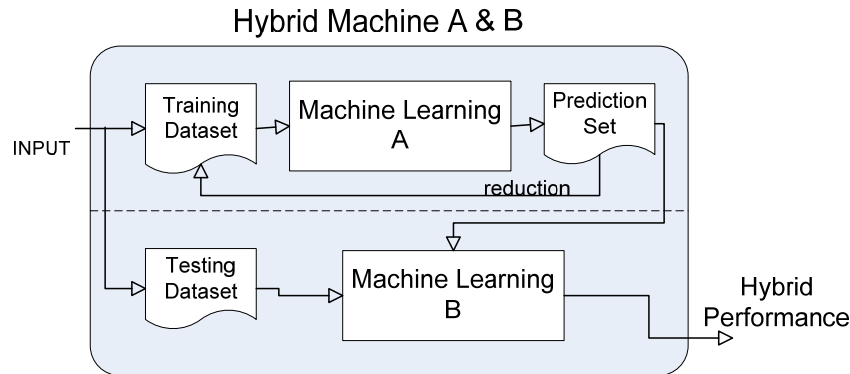 Hybrid Machine A & B
INPUT
Training
Dataset
Machine Learning
A
Prediction
Set
reduction
Testing
Dataset
Machine Learning
B
Hybrid
Performance